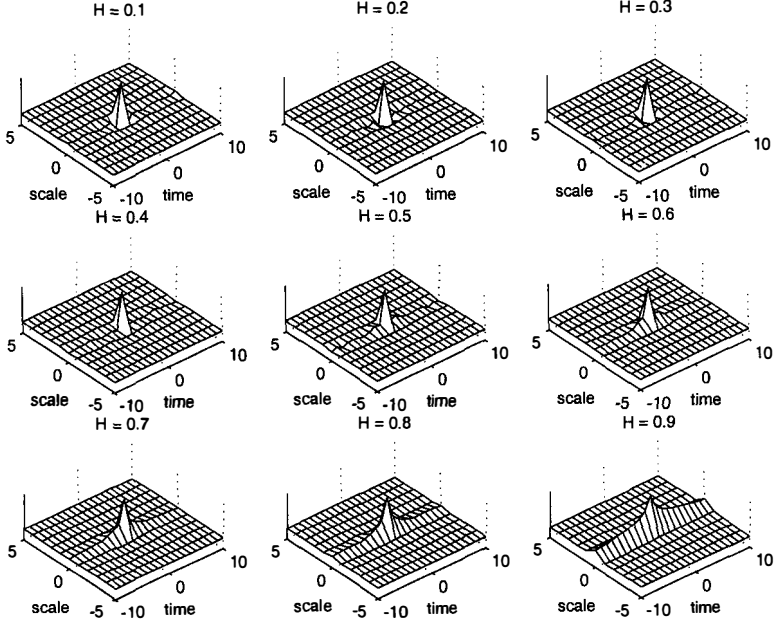 H = 0.1
H = 0.2
H = 0.3
5
0
-5
scale
-10
0
10
time
5
0
-5
scale
-10
0
10
time
5
0
-5
scale
-10
0
10
time
H = 0.4
H = 0.5
H = 0.6
5
0
-5
scale
-10
0
10
time
5
0
-5
scale
-10
0
10
time
5
0
-5
scale
-10
0
10
time
H = 0.7
H = 0.8
H = 0.9
5
0
-5
scale
-10
0
10
time
5
0
-5
scale
-10
0
10
time
5
0
-5
scale
-10
0
10
time